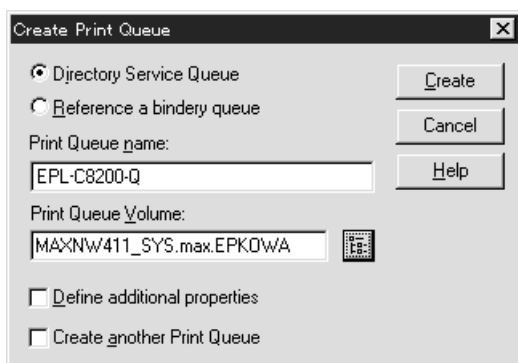 Create Print Queue
Directory Service Queue
Reference a bindery queue
Print Queue name:
EPL-C8200-Q
Print Queue Volume:
MAXNW411_SYS.max.EPKOWA
Define additional properties
Create another Print Queue
Create
Cancel
Help